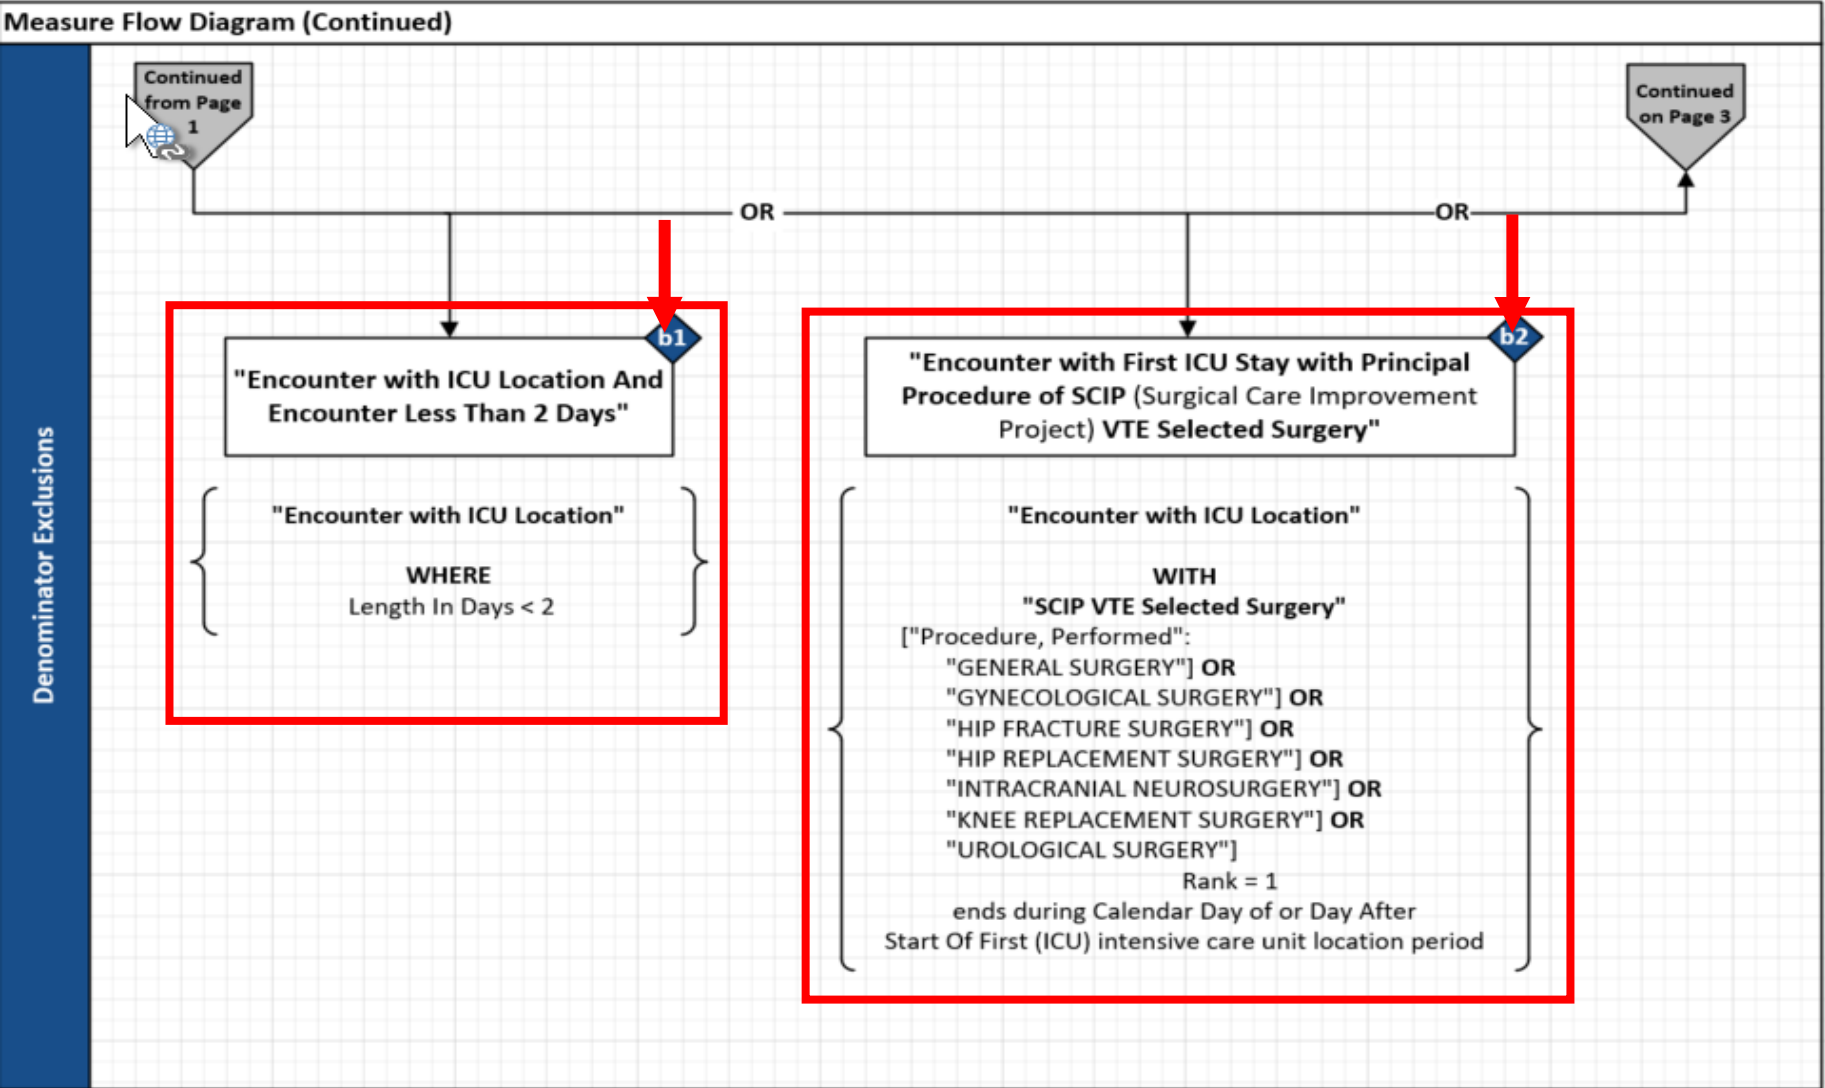 Measure Flow Diagram (Continued)
Continued
from Page
1
Continued
on Page 3
OR
OR
Denominator Exclusions
b1
"Encounter with ICU Location And
Encounter Less Than 2 Days"
"Encounter with ICU Location"
WHERE
Length In Days < 2
b2
"Encounter with First ICU Stay with Principal
Procedure of SCIP (Surgical Care Improvement
Project) VTE Selected Surgery"
"Encounter with ICU Location"
WITH
"SCIP VTE Selected Surgery"
["Procedure, Performed":
"GENERAL SURGERY"] OR
"GYNECOLOGICAL SURGERY"] OR
"HIP FRACTURE SURGERY"] OR
"HIP REPLACEMENT SURGERY"] OR
"INTRACRANIAL NEUROSURGERY"] OR
"KNEE REPLACEMENT SURGERY"] OR
"UROLOGICAL SURGERY"]
Rank = 1
ends during Calendar Day of or Day After
Start Of First (ICU) intensive care unit location period